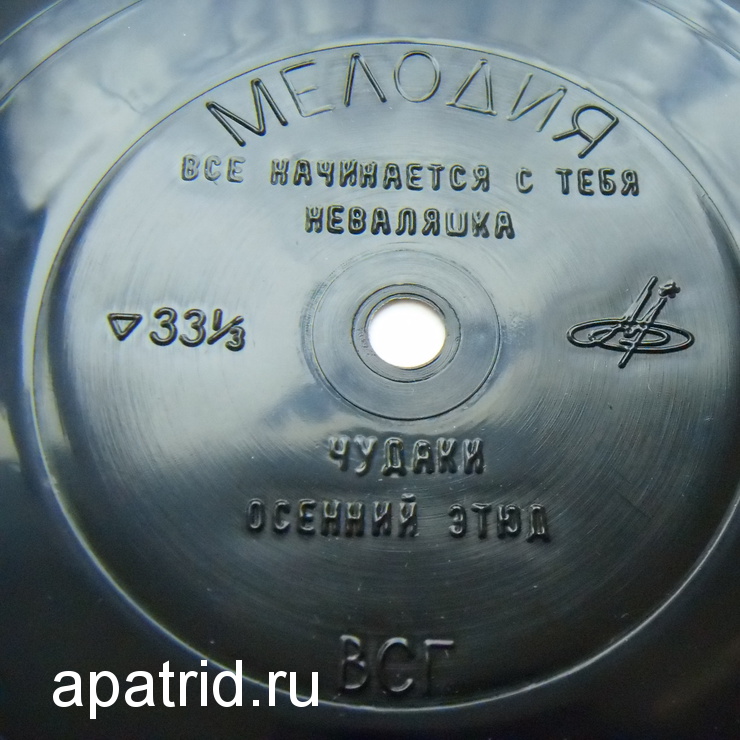 МЕЛОДИЯ
ВСЕ НАЧИНАЕТСЯ С ТЕБЯ
НЕВАЛЯШКА
▽33⅓
ЧУДАКИ
ОСЕННИЙ ЭТЮД
ВСГ
apatrid.ru